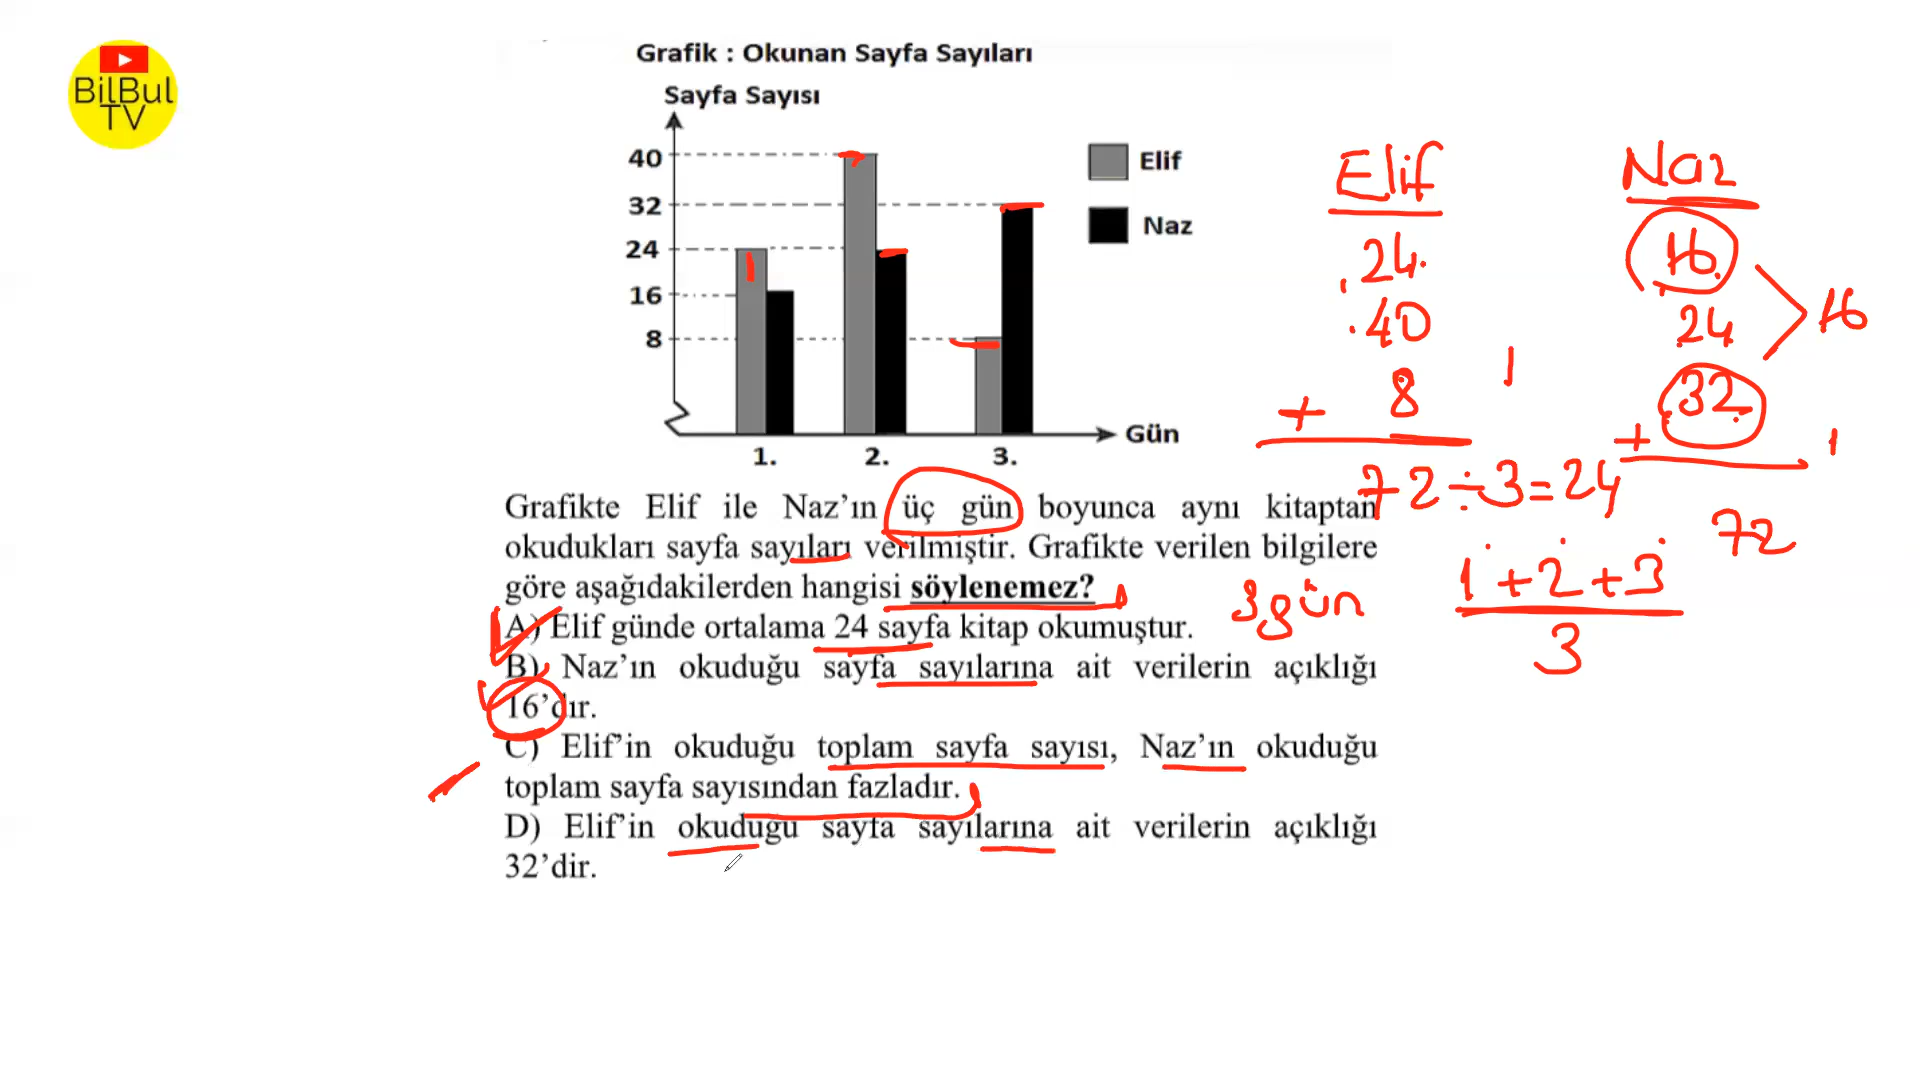 BilBul
TV
Grafik : Okunan Sayfa Sayıları
Sayfa Sayısı
40
32
24
16
8
1. 2. 3.
Gün
Elif
Naz
Grafikte Elif ile Naz’ın üç gün boyunca aynı kitaptan
okudukları sayfa sayıları verilmiştir. Grafikte verilen bilgilere
göre aşağıdakilerden hangisi söylenemez?
A) Elif günde ortalama 24 sayfa kitap okumuştur.
B) Naz’ın okuduğu sayfa sayılarına ait verilerin açıklığı
16’dır.
C) Elif’in okuduğu toplam sayfa sayısı, Naz’ın okuduğu
toplam sayfa sayısından fazladır.
D) Elif’in okuduğu sayfa sayılarına ait verilerin açıklığı
32’dir.
Elif
24
40
+ 8
72÷3=24
Naz
16
24
+ 32
72
16
3gün
1+2+3
3